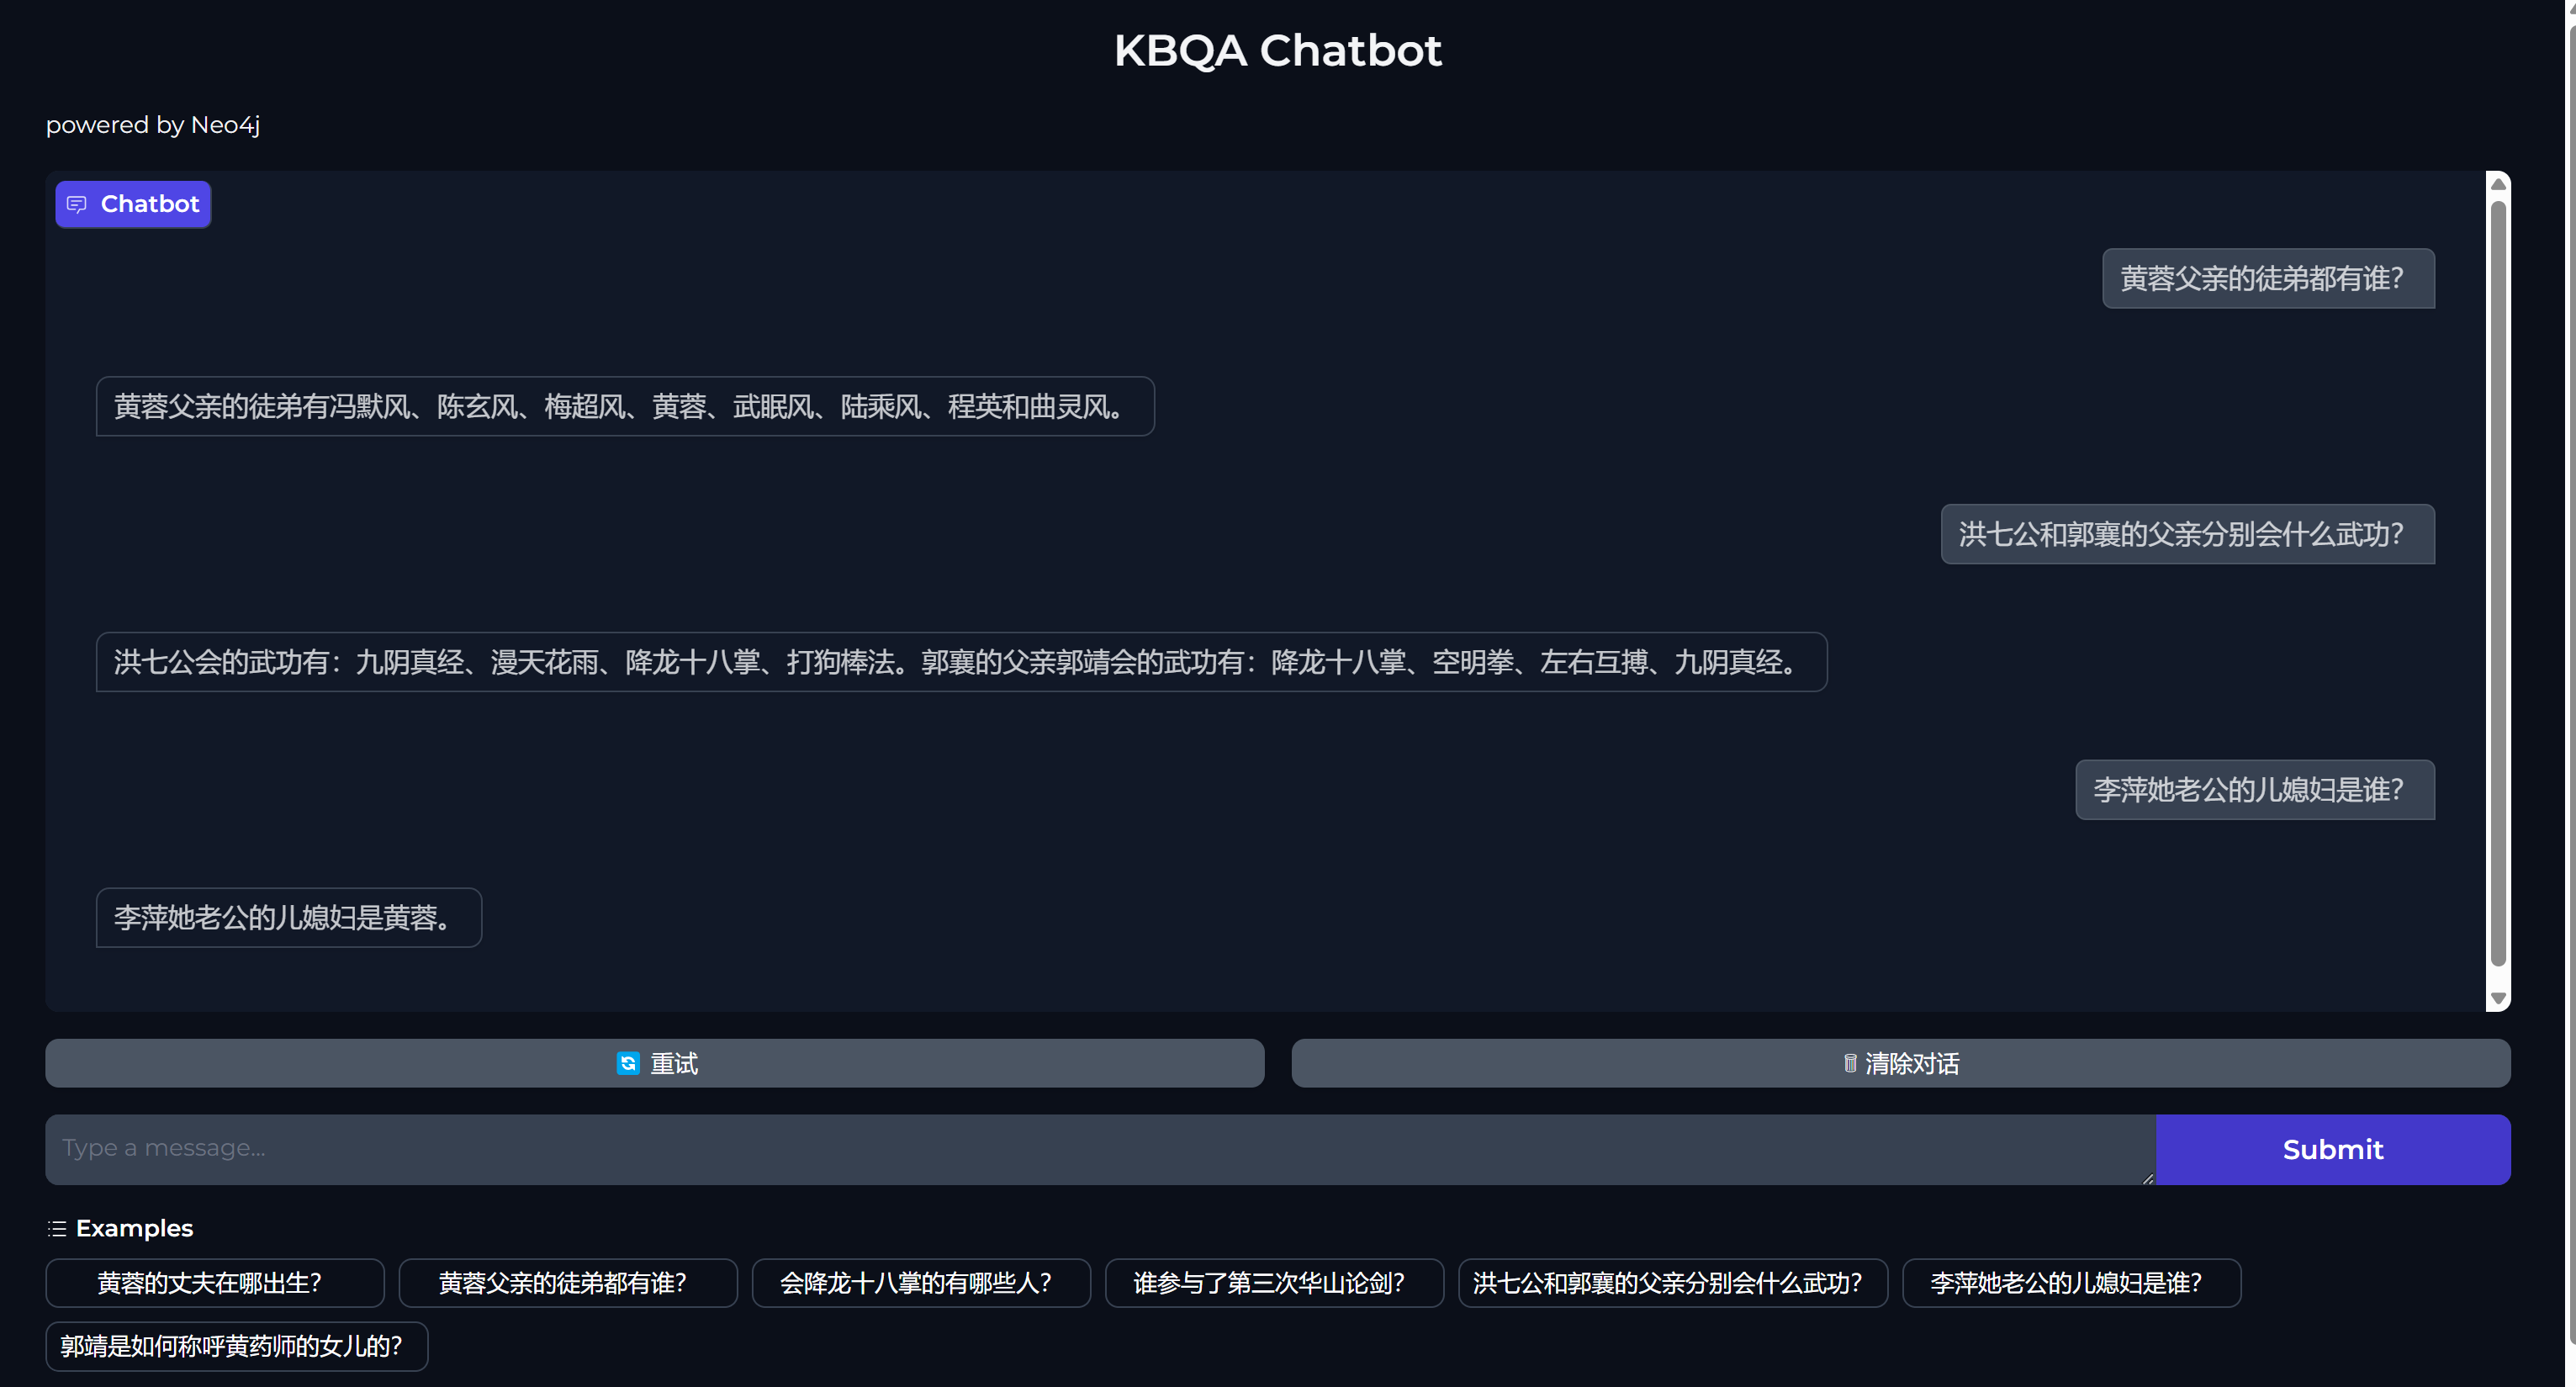 KBQA Chatbot
powered by Neo4j
Chatbot
黄蓉父亲的徒弟都有谁？
黄蓉父亲的徒弟有冯默风、陈玄风、梅超风、黄蓉、武眠风、陆乘风、程英和曲灵风。
洪七公和郭襄的父亲分别会什么武功？
洪七公会的武功有：九阴真经、漫天花雨、降龙十八掌、打狗棒法。郭襄的父亲郭靖会的武功有：降龙十八掌、空明拳、左右互搏、九阴真经。
李萍她老公的儿媳妇是谁？
李萍她老公的儿媳妇是黄蓉。
重试
清除对话
Type a message...
Submit
Examples
黄蓉的丈夫在哪出生？
黄蓉父亲的徒弟都有谁？
会降龙十八掌的有哪些人？
谁参与了第三次华山论剑？
洪七公和郭襄的父亲分别会什么武功？
李萍她老公的儿媳妇是谁？
郭靖是如何称呼黄药师的女儿的？